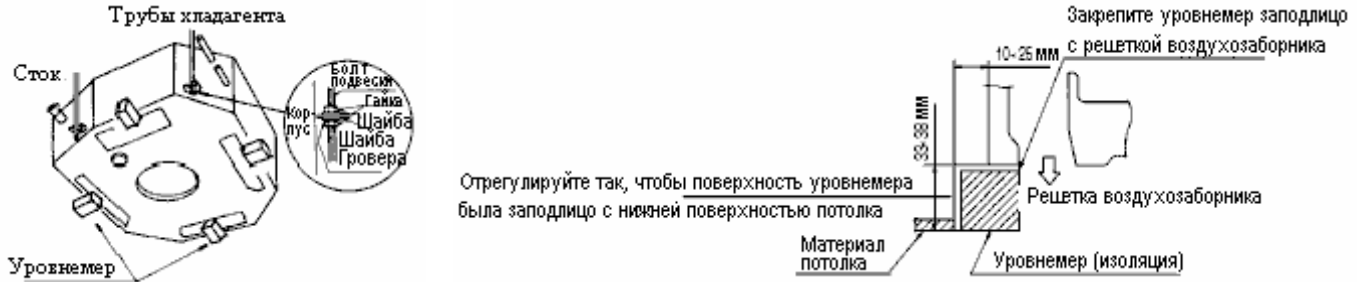 Трубы хладагента
Сток
Болт
подвески
Гайка
Кор-
пус
Щайба
Шайба
Гровера
Уровнемер
Закрепите уровнемер заподлицо
с решеткой воздухозаборника
10-25 мм
33-38 мм
Отрегулируйте так, чтобы поверхность уровнемера
была заподлицо с нижней поверхностью потолка
Решетка воздухозаборника
Материал
потолка
Уровнемер (изоляция)